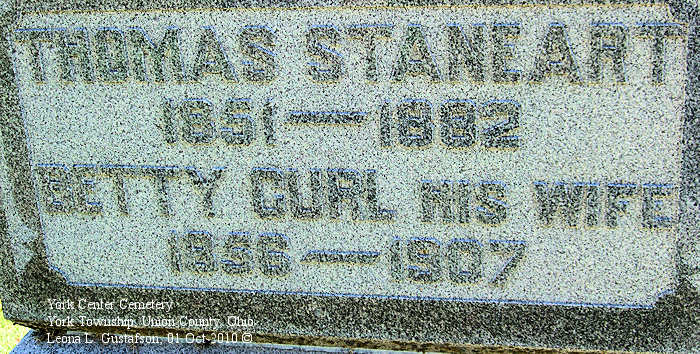 THOMAS STANEART
1851 — 1882
BETTY CURL HIS WIFE
1856 — 1907
York Center Cemetery
York Township, Union County, Ohio
Leona L. Gustafson, 01 Oct 2010 ©